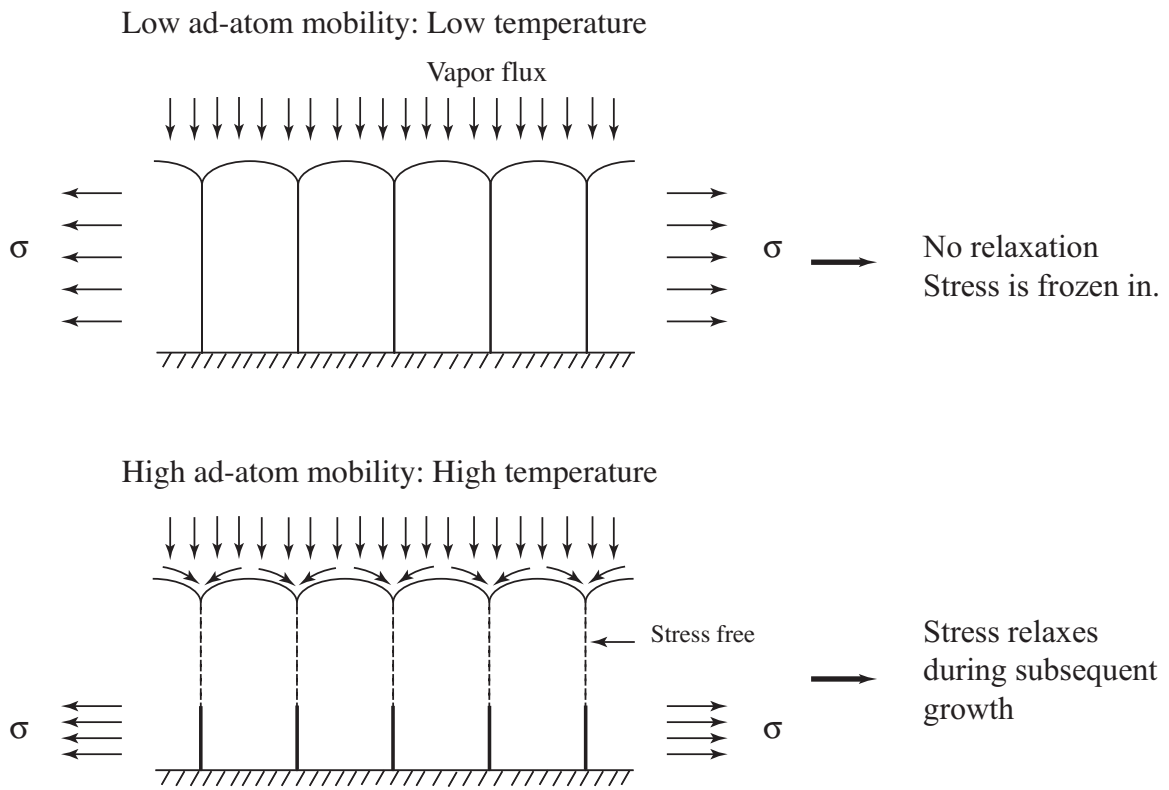 Low ad-atom mobility: Low temperature
Vapor flux
σ
σ
No relaxation
Stress is frozen in.
High ad-atom mobility: High temperature
Stress free
Stress relaxes
during subsequent
growth
σ
σ